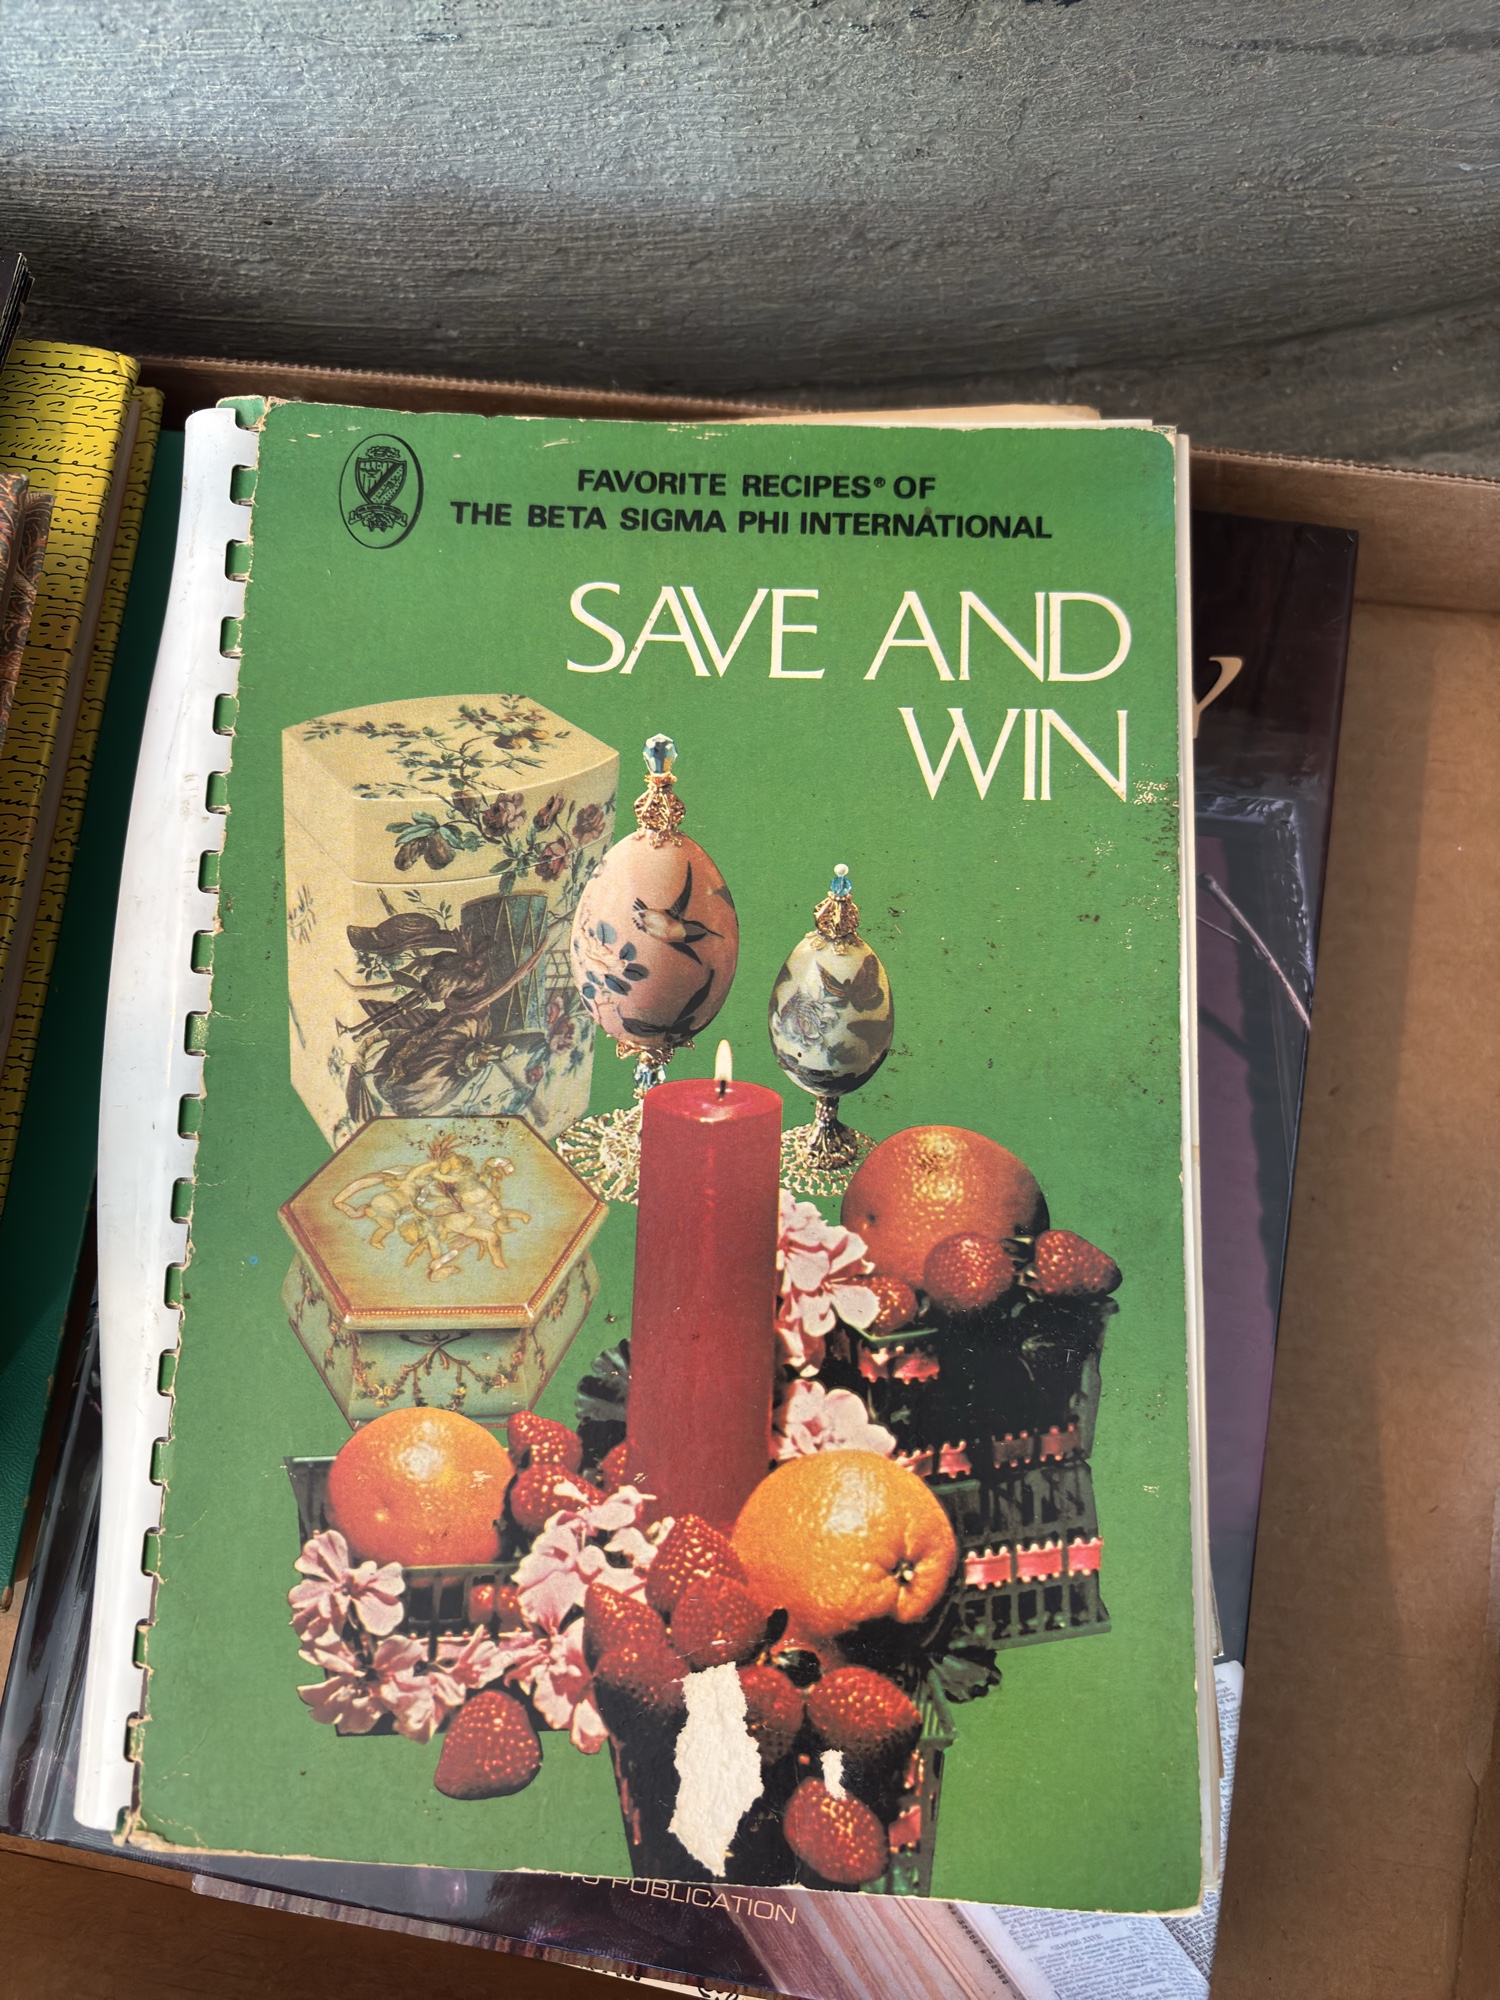 FAVORITE RECIPES® OF
THE BETA SIGMA PHI INTERNATIONAL
SAVE AND
WIN
PUBLICATION